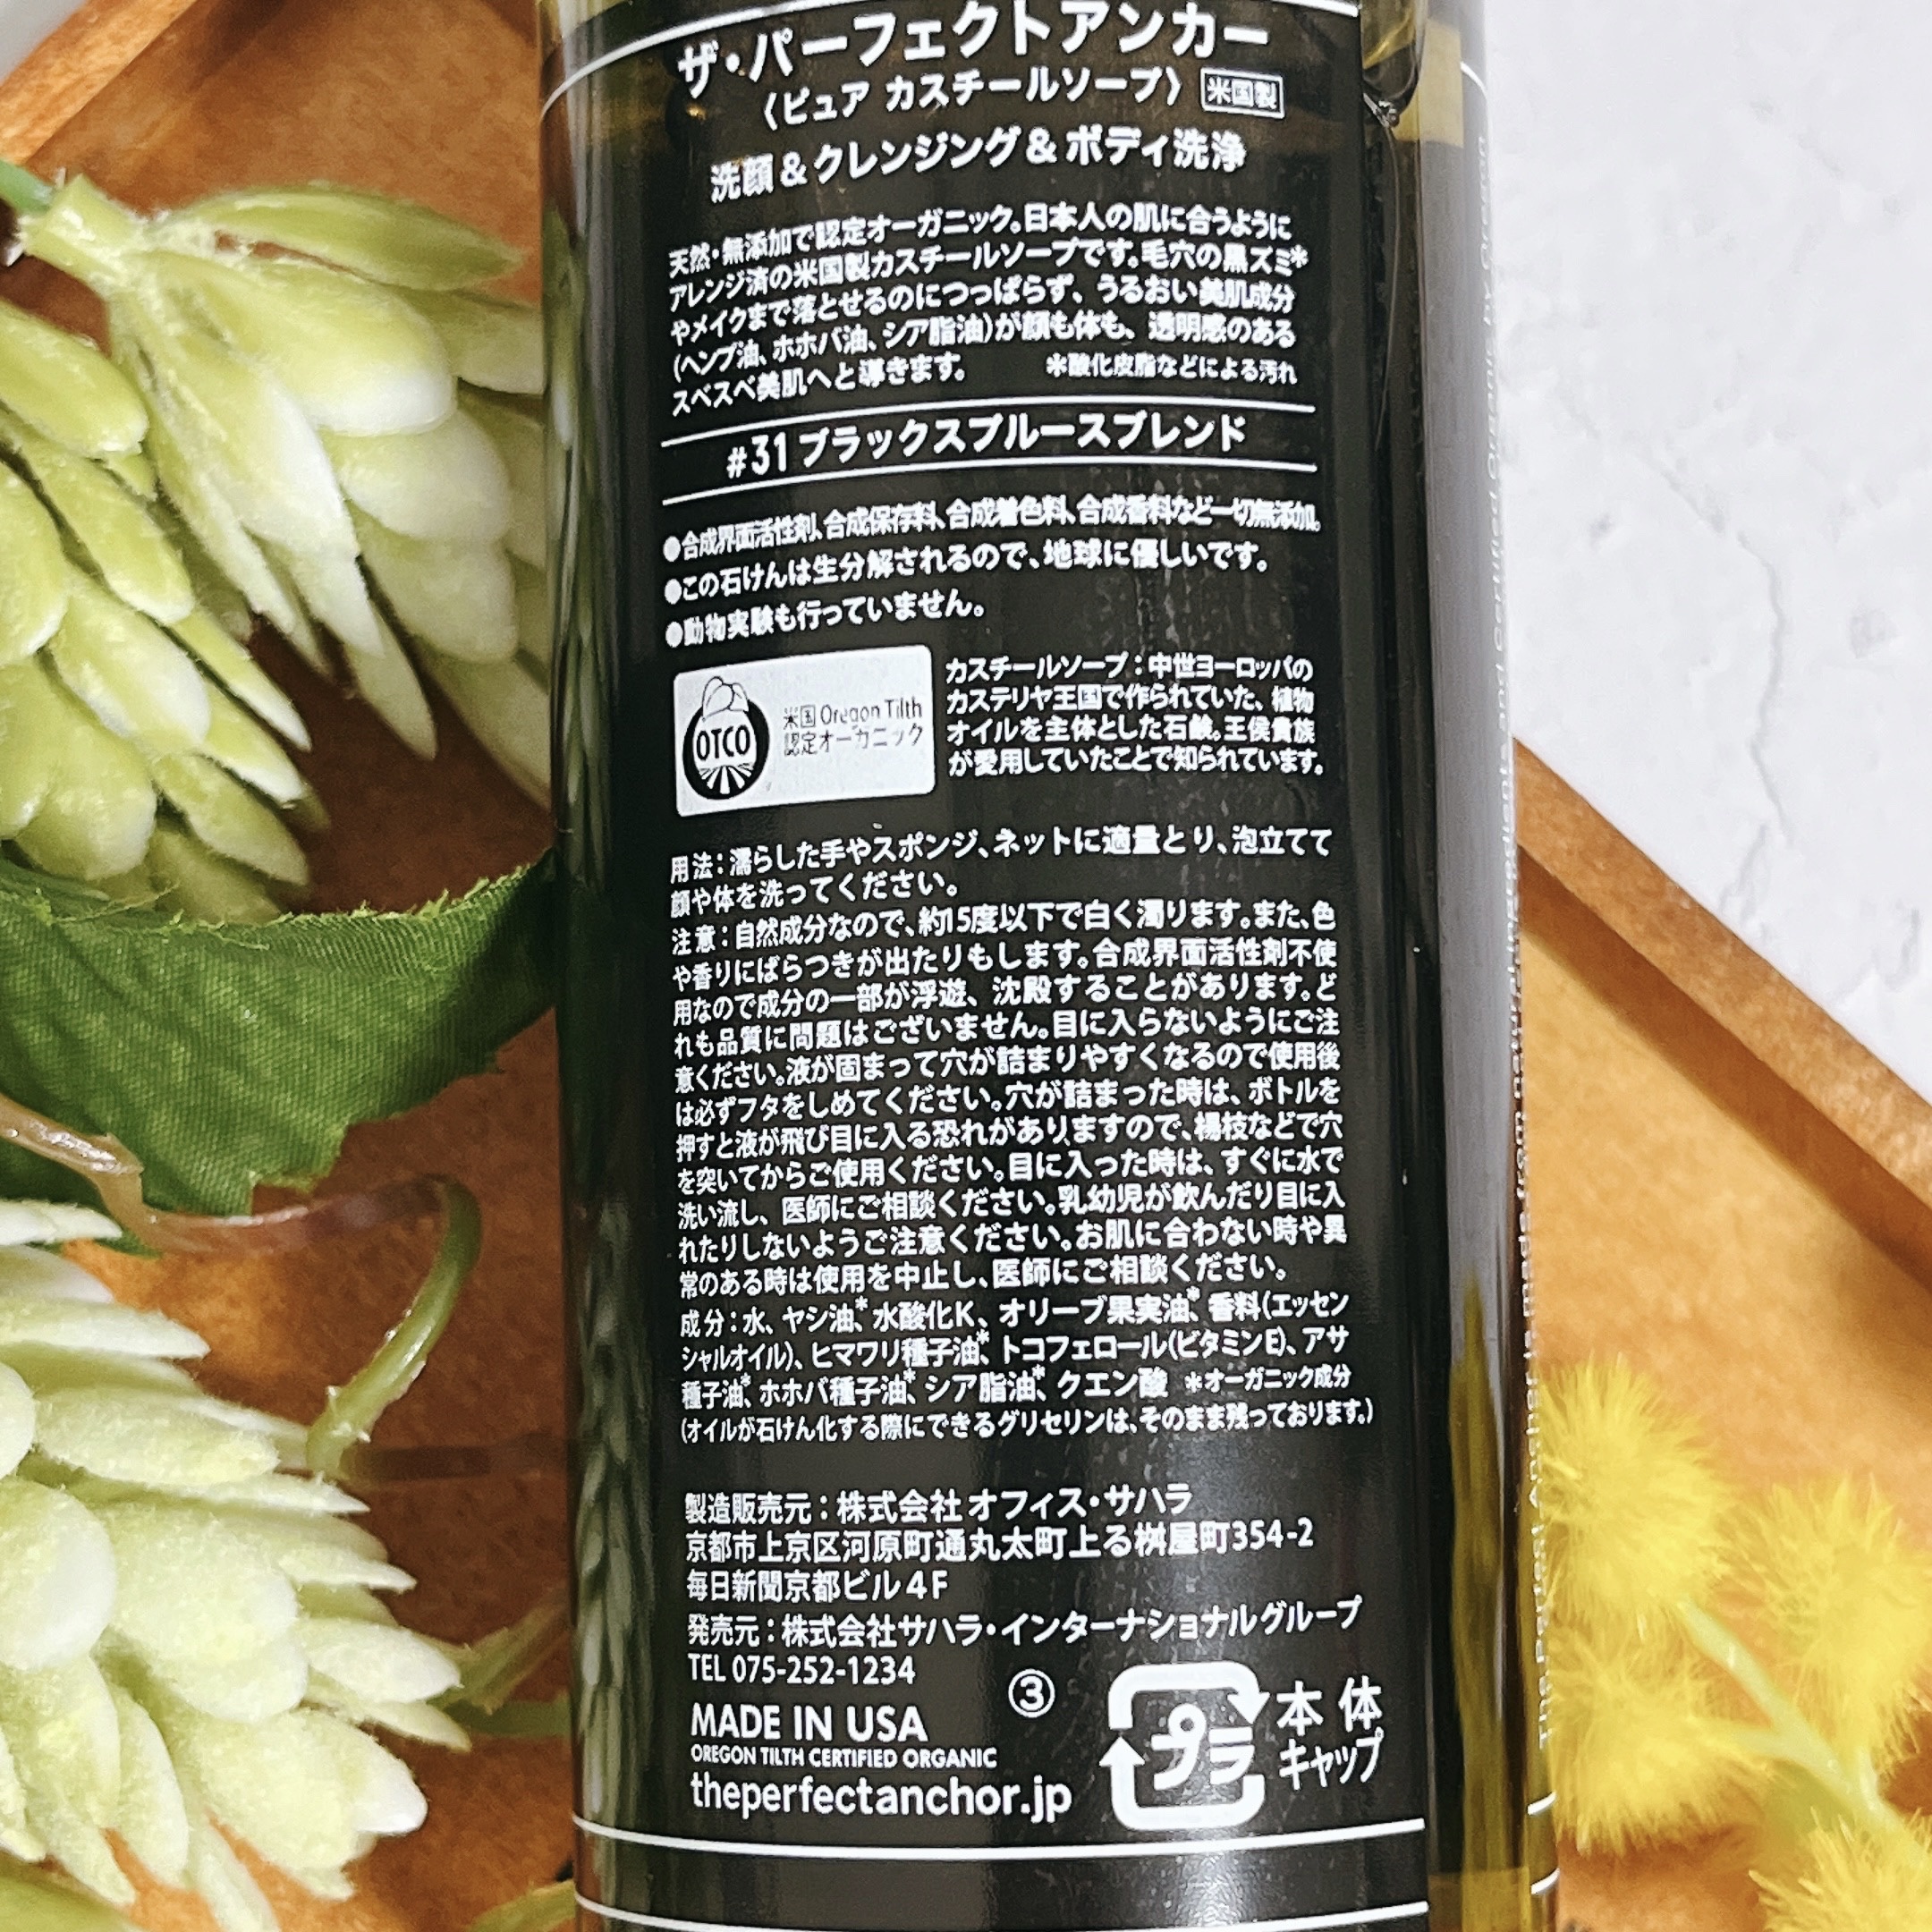 ザ・パーフェクトアンカー
〈ピュア カスチールソープ〉 米国製
洗顔&クレンジング&ボディ洗浄
天然・無添加で認定オーガニック。日本人の肌に合うように
アレンジ済の米国製カスチールソープです。毛穴の黒ズミ*
やメイクまで落とせるのにつっぱらず、うるおい美肌成分
(ヘンプ油、ホホバ油、シア脂油)が顔も体も、透明感のある
スベスベ美肌へと導きます。 *酸化皮脂などによる汚れ
#31ブラックスプルースブレンド
●合成界面活性剤、合成保存料、合成着色料、合成香料など一切無添加。
●この石けんは生分解されるので、地球に優しいです。
●動物実験も行っていません。
OTCO
米国 Oregon Tilth
認定オーガニック
カスチールソープ:中世ヨーロッパの
カステリヤ王国で作られていた、植物
オイルを主体とした石鹸。王侯貴族
が愛用していたことで知られています。
用法:濡らした手やスポンジ、ネットに適量とり、泡立てて
顔や体を洗ってください。
注意:自然成分なので、約15度以下で白く濁ります。また、色
や香りにばらつきが出たりもします。合成界面活性剤不使
用なので成分の一部が浮遊、沈殿することがあります。ど
れも品質に問題はございません。目に入らないようにご注
意ください。液が固まって穴が詰まりやすくなるので使用後
は必ずフタをしめてください。穴が詰まった時は、ボトルを
押すと液が飛び目に入る恐れがありますので、楊枝などで穴
を突いてからご使用ください。目に入った時は、すぐに水で
洗い流し、医師にご相談ください。乳幼児が飲んだり目に入
れたりしないようご注意ください。お肌に合わない時や異
常のある時は使用を中止し、医師にご相談ください。
成分:水、ヤシ油*、水酸化K、オリーブ果実油*、香料(エッセン
シャルオイル)、ヒマワリ種子油*、トコフェロール(ビタミンE)、アサ
種子油*、ホホバ種子油*、シア脂油*、クエン酸 *オーガニック成分
(オイルが石けん化する際にできるグリセリンは、そのまま残っております。)
製造販売元:株式会社オフィス・サハラ
京都市上京区河原町通丸太町上る桝屋町354-2
毎日新聞京都ビル4F
発売元:株式会社サハラ・インターナショナルグループ
TEL 075-252-1234
③
MADE IN USA
OREGON TILTH CERTIFIED ORGANIC
theperfectanchor.jp
プラ
本体
キャップ